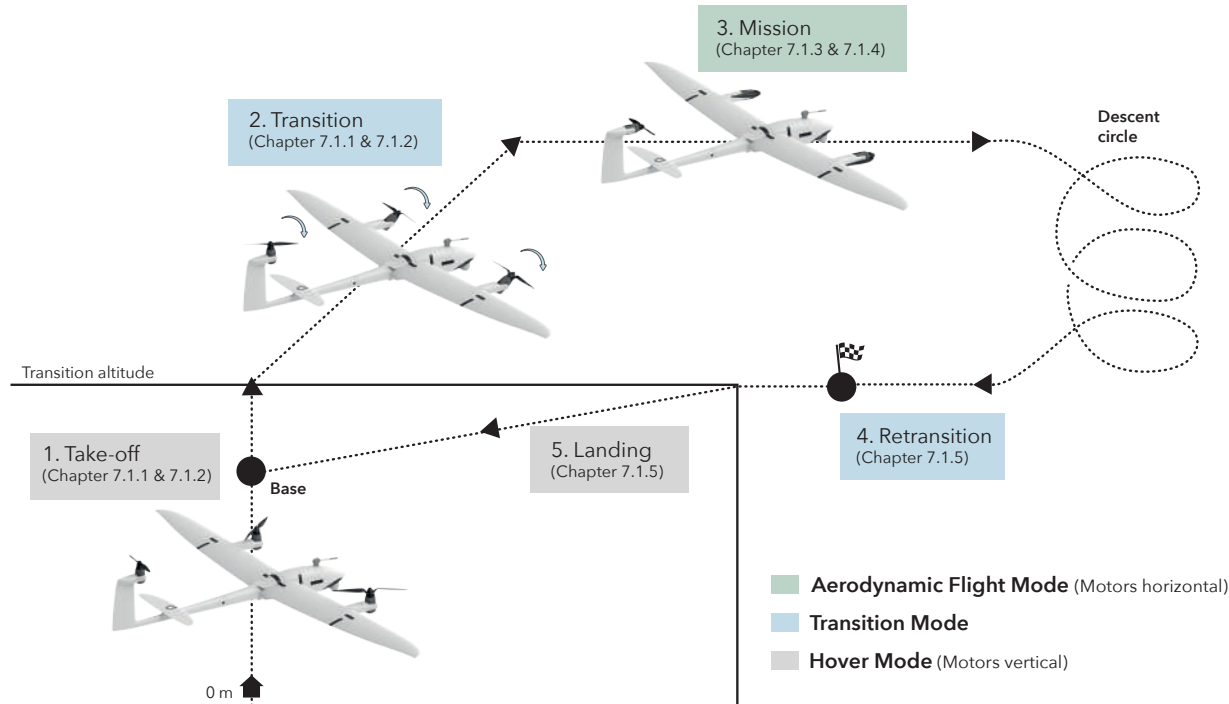 3. Mission
(Chapter 7.1.3 & 7.1.4)
2. Transition
(Chapter 7.1.1 & 7.1.2)
Descent
circle
Transition altitude
1. Take-off
(Chapter 7.1.1 & 7.1.2)
Base
5. Landing
(Chapter 7.1.5)
4. Retransition
(Chapter 7.1.5)
Aerodynamic Flight Mode (Motors horizontal)
Transition Mode
Hover Mode (Motors vertical)
0 m